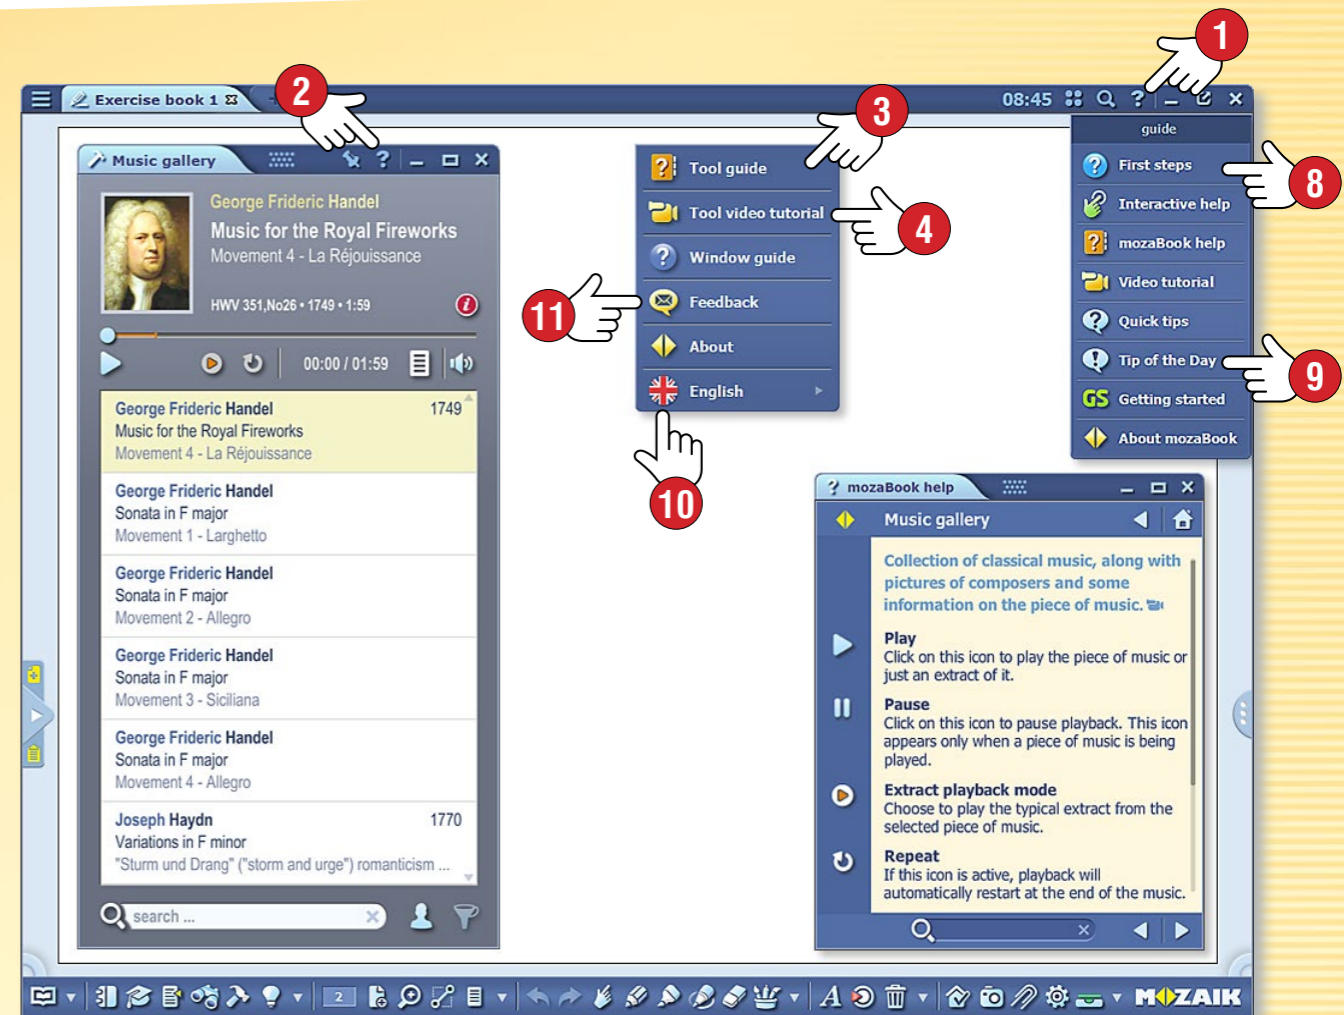 1
2
Exercise book 1
08:45
3
guide
Music gallery
Tool guide
First steps
8
George Frideric Handel
Tool video tutorial
4
Interactive help
Music for the Royal Fireworks
Movement 4 - La Réjouissance
Window guide
mozaBook help
HWV 351,No26 • 1749 • 1:59
11
Feedback
Video tutorial
Quick tips
About
00:00 / 01:59
Tip of the Day
9
English
GS Getting started
About mozaBook
10
George Frideric Handel 1749
Music for the Royal Fireworks
Movement 4 - La Réjouissance
George Frideric Handel
Sonata in F major
Movement 1 - Larghetto
George Frideric Handel
Sonata in F major
Movement 2 - Allegro
George Frideric Handel
Sonata in F major
Movement 3 - Siciliana
George Frideric Handel
Sonata in F major
Movement 4 - Allegro
Joseph Haydn 1770
Variations in F minor
"Sturm und Drang" ("storm and urge") romanticism ...
search ...
? mozaBook help
Music gallery
Collection of classical music, along with
pictures of composers and some
information on the piece of music.
Play
Click on this icon to play the piece of music or
just an extract of it.
Pause
Click on this icon to pause playback. This icon
appears only when a piece of music is being
played.
Extract playback mode
Choose to play the typical extract from the
selected piece of music.
Repeat
If this icon is active, playback will
automatically restart at the end of the music.
2
A
MOZAIK